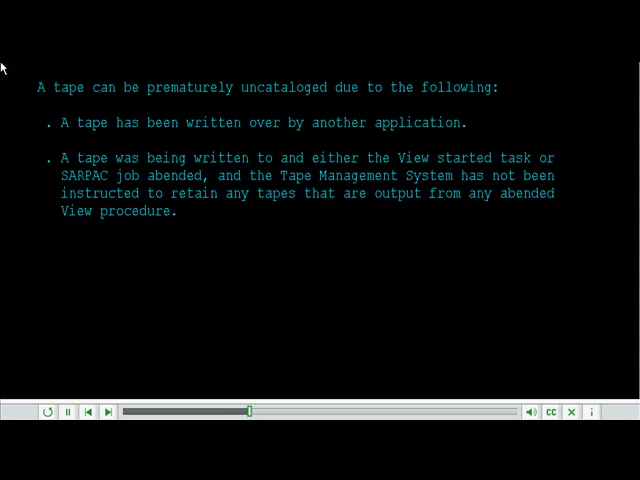 A tape can be prematurely uncataloged due to the following:
. A tape has been written over by another application.
. A tape was being written to and either the View started task or
SARPAC job abended, and the Tape Management System has not been
instructed to retain any tapes that are output from any abended
View procedure.
CC
i